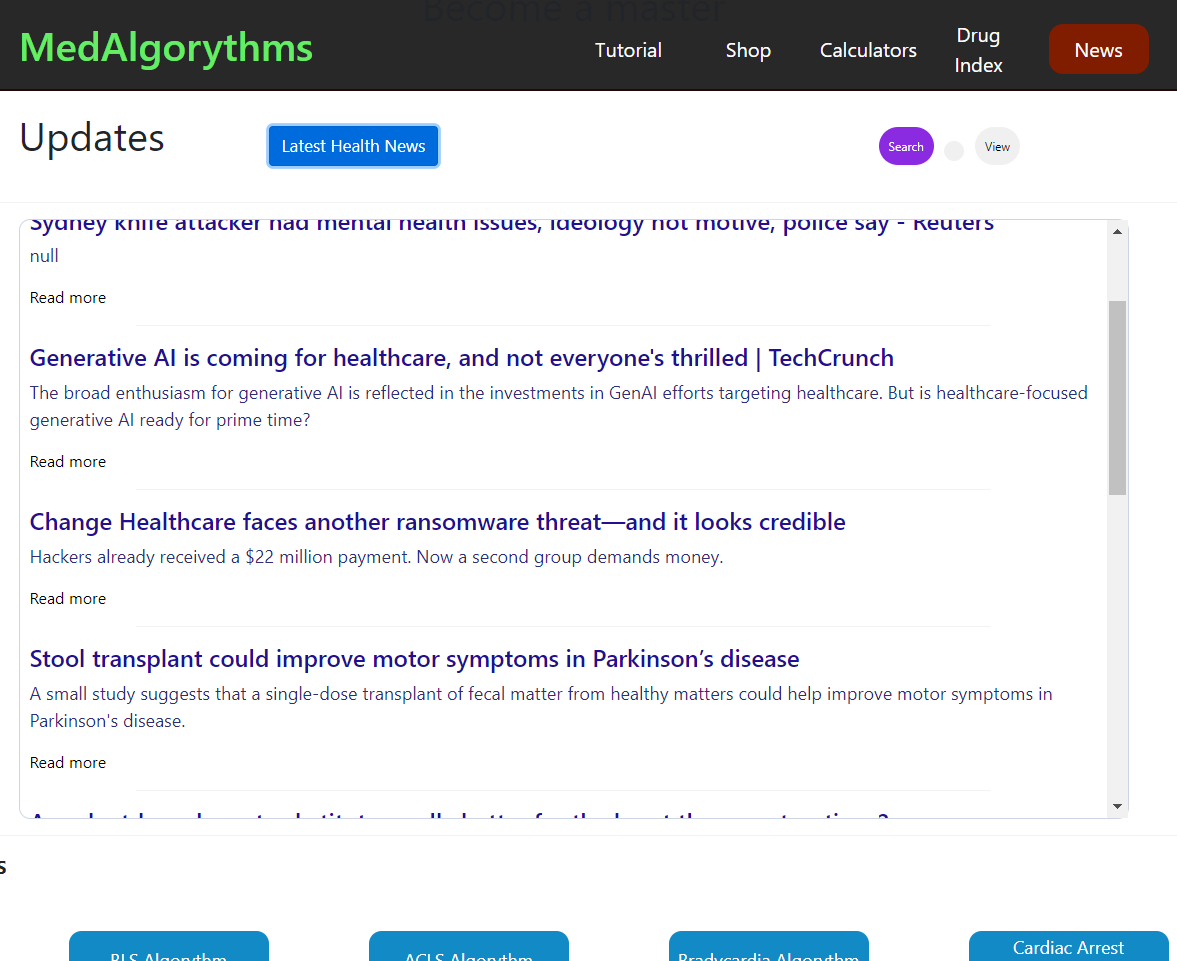 Become a master
MedAlgorythms
Tutorial
Shop
Calculators
Drug
Index
News
Updates
Latest Health News
Search
View
Sydney knife attacker had mental health issues, ideology not motive, police say - Reuters
null
Read more
Generative AI is coming for healthcare, and not everyone's thrilled | TechCrunch
The broad enthusiasm for generative AI is reflected in the investments in GenAI efforts targeting healthcare. But is healthcare-focused
generative AI ready for prime time?
Read more
Change Healthcare faces another ransomware threat—and it looks credible
Hackers already received a $22 million payment. Now a second group demands money.
Read more
Stool transplant could improve motor symptoms in Parkinson’s disease
A small study suggests that a single-dose transplant of fecal matter from healthy matters could help improve motor symptoms in
Parkinson's disease.
Read more
s
BLS Algorythm
ACLS Algorythm
Bradycardia Algorythm
Cardiac Arrest